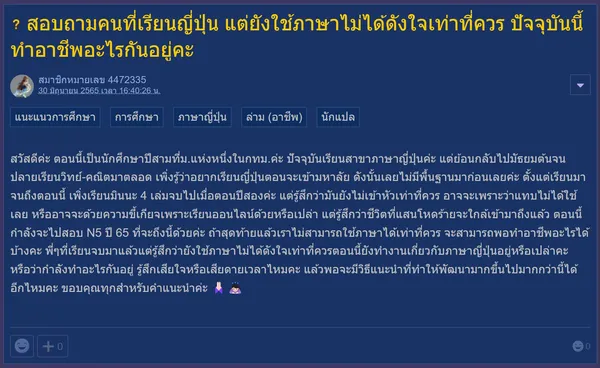 ? สอบถามคนที่เรียนญี่ปุ่น แต่ยังใช้ภาษาไม่ได้ดังใจเท่าที่ควร ปัจจุบันนี้
ทำอาชีพอะไรกันอยู่คะ
สมาชิกหมายเลข 4472335
30 มิถุนายน 2565 เวลา 16:40:26 น.
แนะแนวการศึกษา การศึกษา ภาษาญี่ปุ่น ล่าม (อาชีพ) นักแปล
สวัสดีค่ะ ตอนนี้เป็นนักศึกษาปีสามที่ม.แห่งหนึ่งในกทม.ค่ะ ปัจจุบันเรียนสาขาภาษาญี่ปุ่นค่ะ แต่ย้อนกลับไปมัธยมต้นจน
ปลายเรียนวิทย์-คณิตมาตลอด เพิ่งรู้ว่าอยากเรียนญี่ปุ่นตอนจะเข้ามหาลัย ดังนั้นเลยไม่มีพื้นฐานมาก่อนเลยค่ะ ตั้งแต่เรียนมา
จนถึงตอนนี้ เพิ่งเรียนมินนะ 4 เล่มจบไปเมื่อตอนปีสองค่ะ แต่รู้สึกว่ามันยังไม่เข้าหัวเท่าที่ควร อาจจะเพราะว่าแทบไม่ได้ใช้
เลย หรืออาจจะด้วยความขี้เกียจเพราะเรียนออนไลน์ด้วยหรือเปล่า แต่รู้สึกว่าชีวิตที่แสนโหดร้ายจะใกล้เข้ามาถึงแล้ว ตอนนี้
กำลังจะไปสอบ N5 ปี 65 ที่จะถึงนี้ด้วยค่ะ ถ้าสุดท้ายแล้วเราไม่สามารถใช้ภาษาได้เท่าที่ควร จะสามารถพอทำอาชีพอะไรได้
บ้างคะ พี่ๆที่เรียนจบมาแล้วแต่รู้สึกว่ายังใช้ภาษาไม่ได้ดังใจเท่าที่ควรตอนนี้ยังทำงานเกี่ยวกับภาษาญี่ปุ่นอยู่หรือเปล่าคะ
หรือว่ากำลังทำอะไรกันอยู่ รู้สึกเสียใจหรือเสียดายเวลาไหมคะ แล้วพอจะมีวิธีแนะนำที่ทำให้พัฒนามากขึ้นไปมากกว่านี้ได้
อีกไหมคะ ขอบคุณทุกสำหรับคำแนะนำค่ะ
0 0